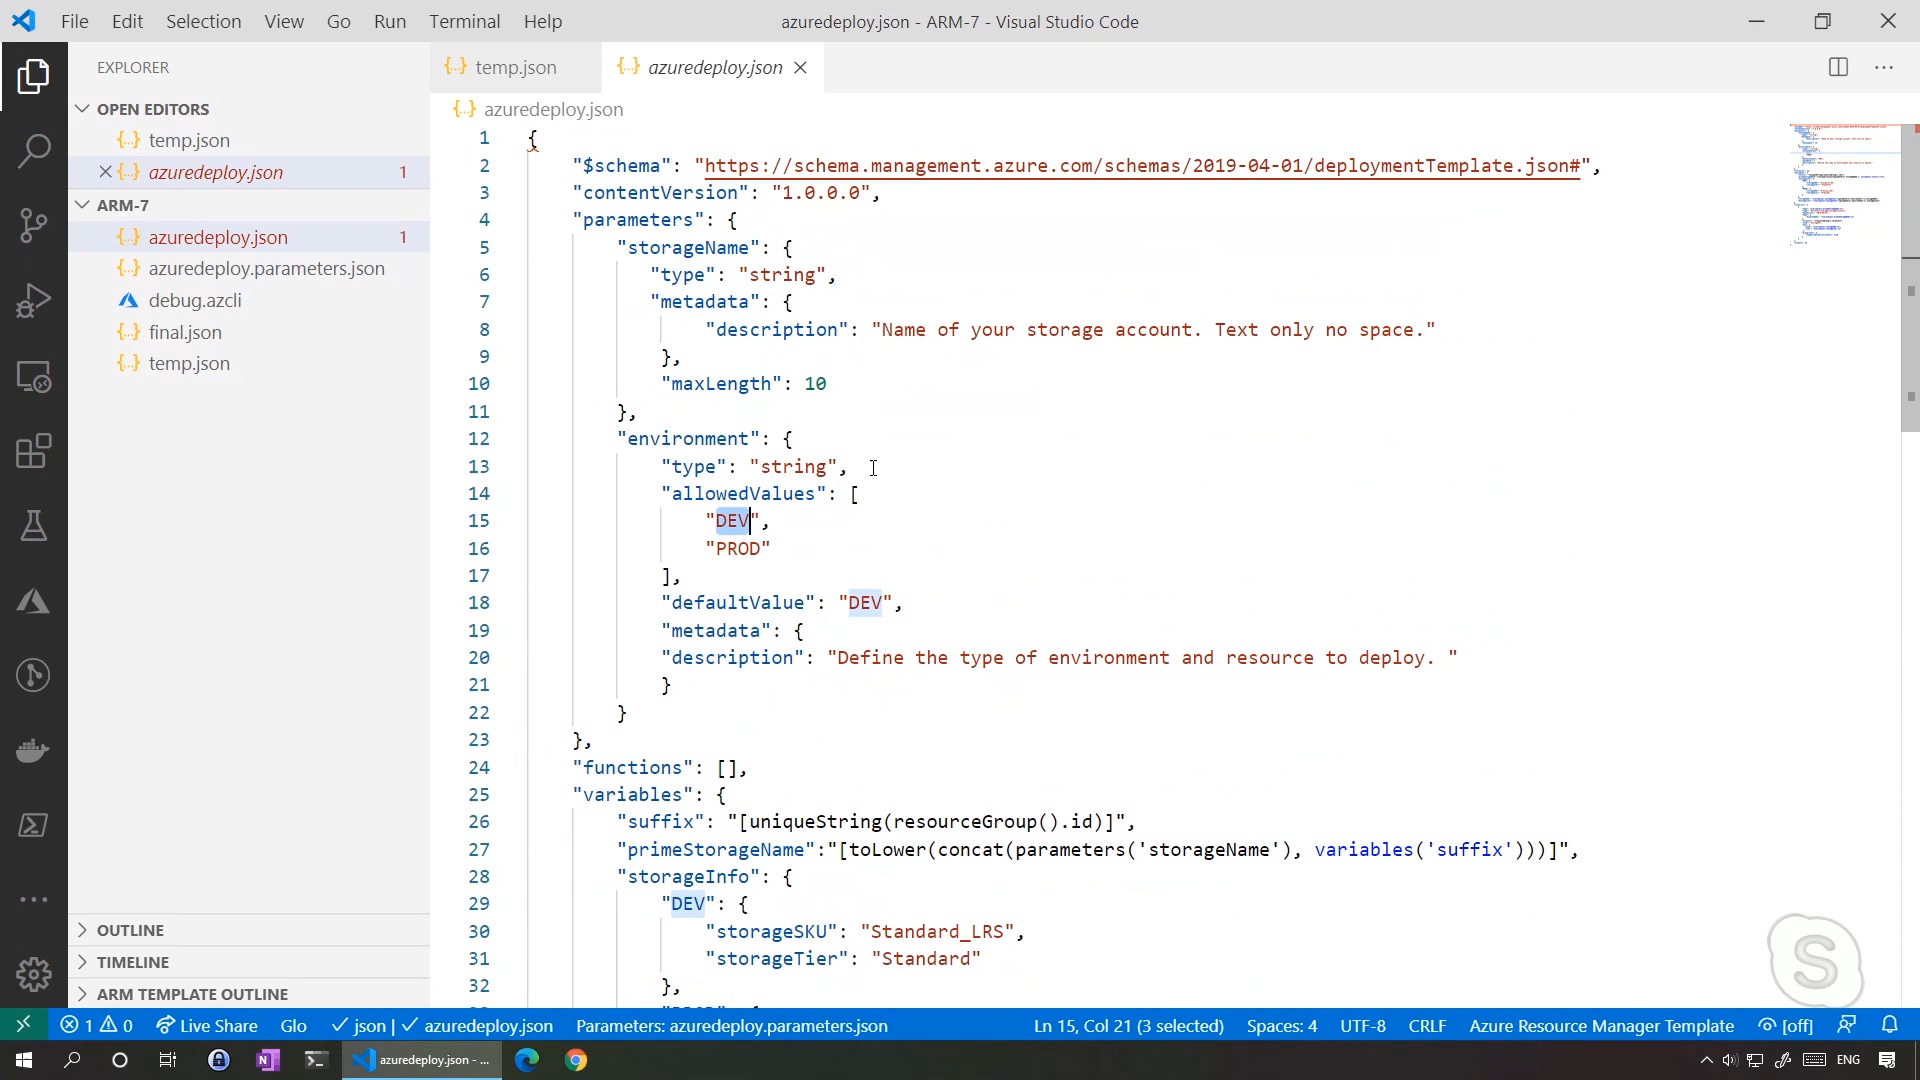 File Edit Selection View Go Run Terminal Help
azuredeploy.json - ARM-7 - Visual Studio Code
EXPLORER
OPEN EDITORS
temp.json
azuredeploy.json 1
ARM-7
azuredeploy.json 1
azuredeploy.parameters.json
debug.azcli
final.json
temp.json
OUTLINE
TIMELINE
ARM TEMPLATE OUTLINE
temp.json
azuredeploy.json
azuredeploy.json
1 {
2 "$schema": "https://schema.management.azure.com/schemas/2019-04-01/deploymentTemplate.json#",
3 "contentVersion": "1.0.0.0",
4 "parameters": {
5 "storageName": {
6 "type": "string",
7 "metadata": {
8 "description": "Name of your storage account. Text only no space."
9 },
10 "maxLength": 10
11 },
12 "environment": {
13 "type": "string",
14 "allowedValues": [
15 "DEV",
16 "PROD"
17 ],
18 "defaultValue": "DEV",
19 "metadata": {
20 "description": "Define the type of environment and resource to deploy. "
21 }
22 }
23 },
24 "functions": [],
25 "variables": {
26 "suffix": "[uniqueString(resourceGroup().id)]",
27 "primeStorageName":"[toLower(concat(parameters('storageName'), variables('suffix')))]",
28 "storageInfo": {
29 "DEV": {
30 "storageSKU": "Standard_LRS",
31 "storageTier": "Standard"
32 },
1 0 Live Share Glo json | azuredeploy.json Parameters: azuredeploy.parameters.json Ln 15, Col 21 (3 selected) Spaces: 4 UTF-8 CRLF Azure Resource Manager Template [off]
azuredeploy.json - ...
ENG